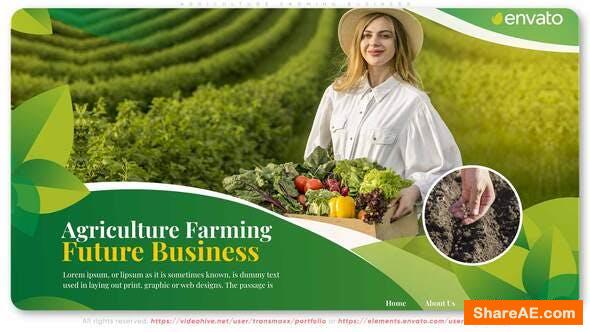 AGRICULTURE GROWING BUSINESS
envato
Agriculture Farming
Future Business
Lorem ipsum, or lipsum as it is sometimes known, is dummy text
used in laying out print, graphic or web designs. The passage is
Home
About Us
All rights reserved. https://videohive.net/user/transmaxx/portfolio or https://elements.envato.com/user
ShareAE.com